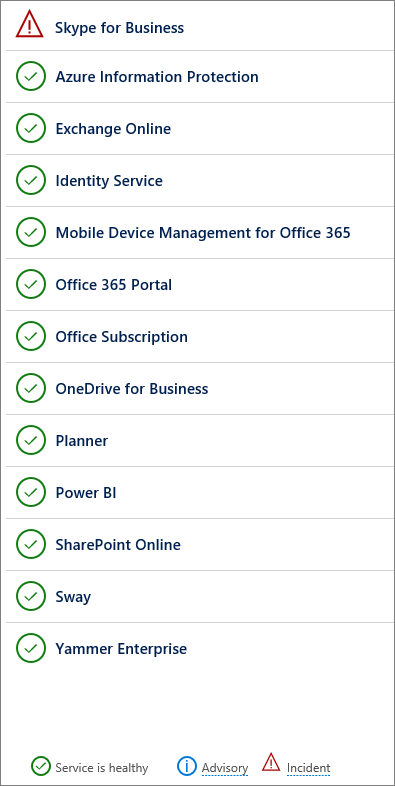 Skype for Business
Azure Information Protection
Exchange Online
Identity Service
Mobile Device Management for Office 365
Office 365 Portal
Office Subscription
OneDrive for Business
Planner
Power BI
SharePoint Online
Sway
Yammer Enterprise
Service is healthy Advisory Incident